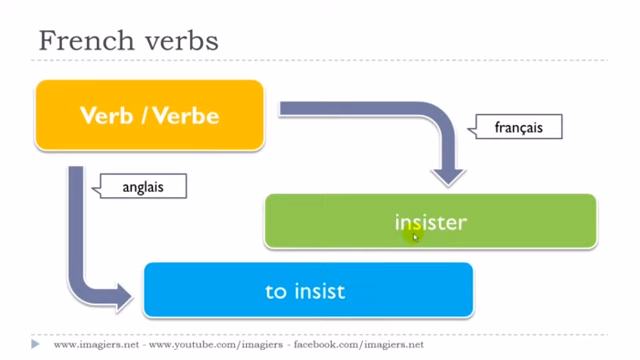 French verbs
Verb / Verbe
français
anglais
insister
to insist
www.imagiers.net - www.youtube.com/imagiers - facebook.com/imagiers.net